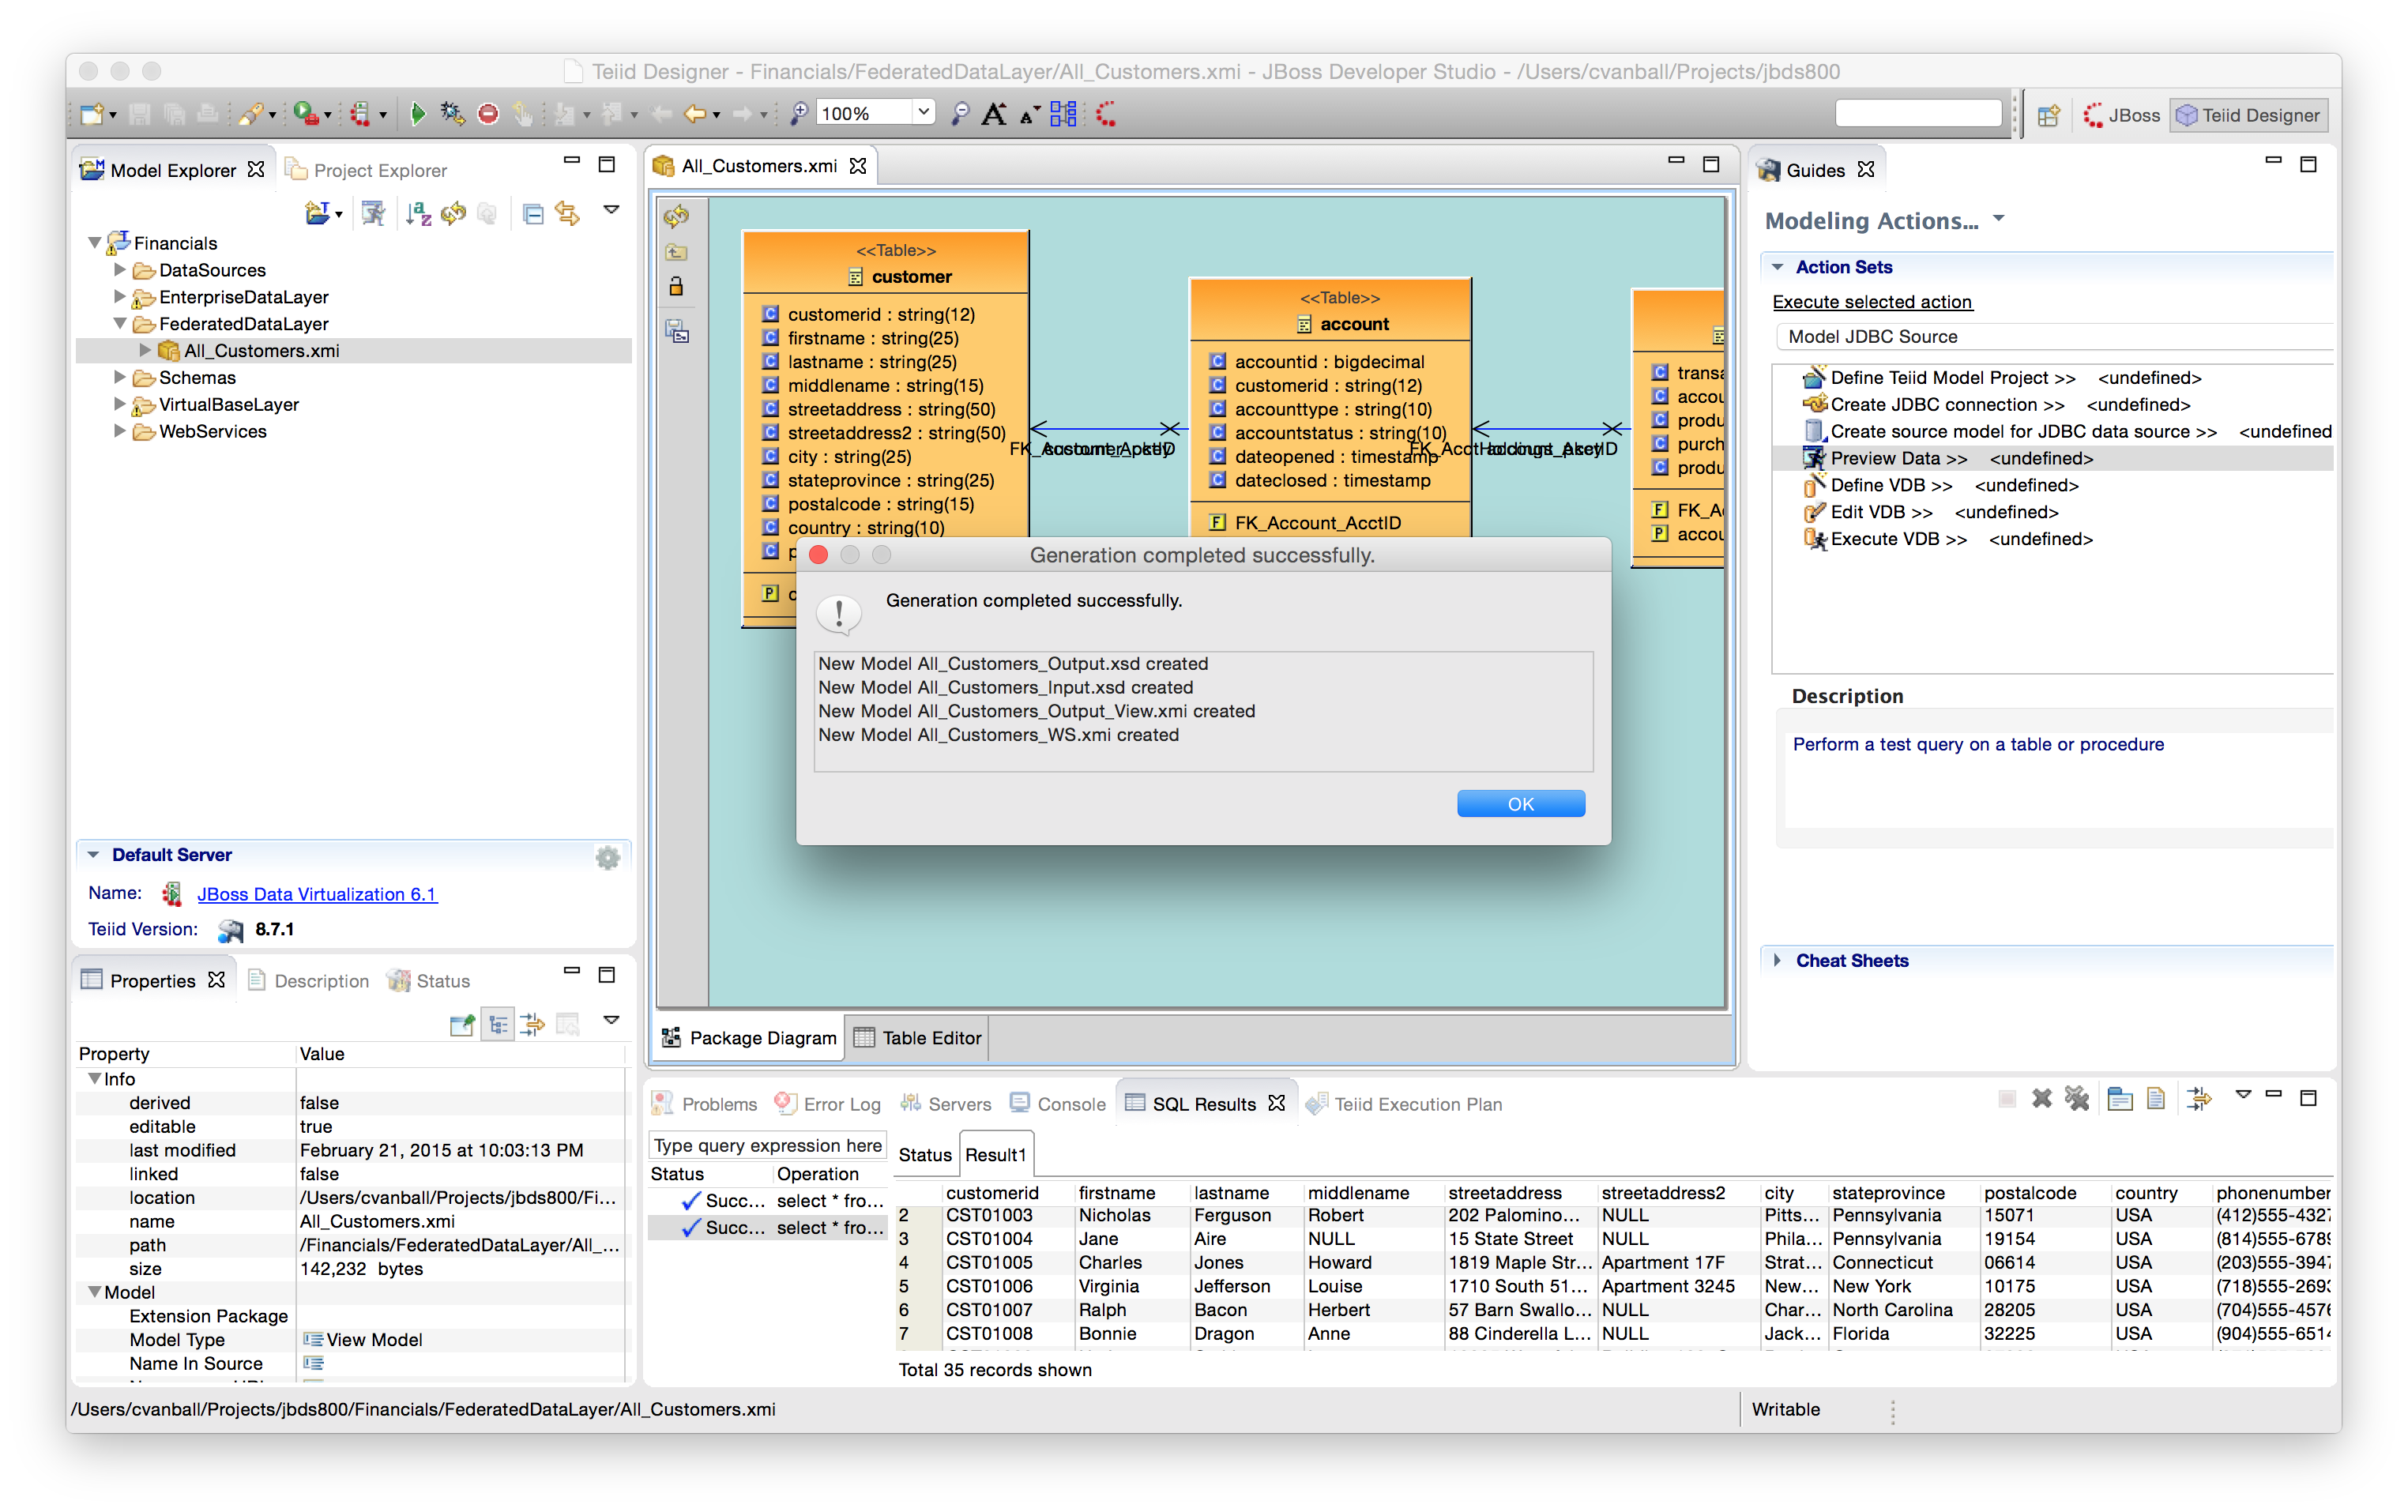 Teiid Designer - Financials/FederatedDataLayer/All_Customers.xmi - JBoss Developer Studio - /Users/cvanball/Projects/jbds800
100%
JBoss
Teiid Designer
Model Explorer
Project Explorer
Financials
DataSources
EnterpriseDataLayer
FederatedDataLayer
All_Customers.xmi
Schemas
VirtualBaseLayer
WebServices
Default Server
Name: JBoss Data Virtualization 6.1
Teiid Version: 8.7.1
All_Customers.xmi
<<Table>>
customer
customerid : string(12)
firstname : string(25)
lastname : string(25)
middlename : string(15)
streetaddress : string(50)
streetaddress2 : string(50)
city : string(25)
stateprovince : string(25)
postalcode : string(15)
country : string(10)
p
c
<<Table>>
account
accountid : bigdecimal
customerid : string(12)
accounttype : string(10)
accountstatus : string(10)
dateopened : timestamp
dateclosed : timestamp
FK_Account_AcctID
transa
accou
produ
purch
produ
FK_A
accou
Generation completed successfully.
Generation completed successfully.
New Model All_Customers_Output.xsd created
New Model All_Customers_Input.xsd created
New Model All_Customers_Output_View.xmi created
New Model All_Customers_WS.xmi created
OK
Package Diagram
Table Editor
Guides
Modeling Actions...
Action Sets
Execute selected action
Model JDBC Source
Define Teiid Model Project >> <undefined>
Create JDBC connection >> <undefined>
Create source model for JDBC data source >> <undefined
Preview Data >> <undefined>
Define VDB >> <undefined>
Edit VDB >> <undefined>
Execute VDB >> <undefined>
Description
Perform a test query on a table or procedure
Cheat Sheets
Properties
Description
Status
Property Value
Info
derived false
editable true
last modified February 21, 2015 at 10:03:13 PM
linked false
location /Users/cvanball/Projects/jbds800/Fi...
name All_Customers.xmi
path /Financials/FederatedDataLayer/All_...
size 142,232 bytes
Model
Extension Package
Model Type View Model
Name In Source
Problems
Error Log
Servers
Console
SQL Results
Teiid Execution Plan
Type query expression here
Status Operation
Succ... select * fro...
Succ... select * fro...
Status
Result1
customerid firstname lastname middlename streetaddress streetaddress2 city stateprovince postalcode country phonenumber
2 CST01003 Nicholas Ferguson Robert 202 Palomino... NULL Pitts... Pennsylvania 15071 USA (412)555-4327
3 CST01004 Jane Aire NULL 15 State Street NULL Phila... Pennsylvania 19154 USA (814)555-6789
4 CST01005 Charles Jones Howard 1819 Maple Str... Apartment 17F Strat... Connecticut 06614 USA (203)555-3947
5 CST01006 Virginia Jefferson Louise 1710 South 51... Apartment 3245 New... New York 10175 USA (718)555-2693
6 CST01007 Ralph Bacon Herbert 57 Barn Swallo... NULL Char... North Carolina 28205 USA (704)555-4576
7 CST01008 Bonnie Dragon Anne 88 Cinderella L... NULL Jack... Florida 32225 USA (904)555-6514
Total 35 records shown
/Users/cvanball/Projects/jbds800/Financials/FederatedDataLayer/All_Customers.xmi
Writable